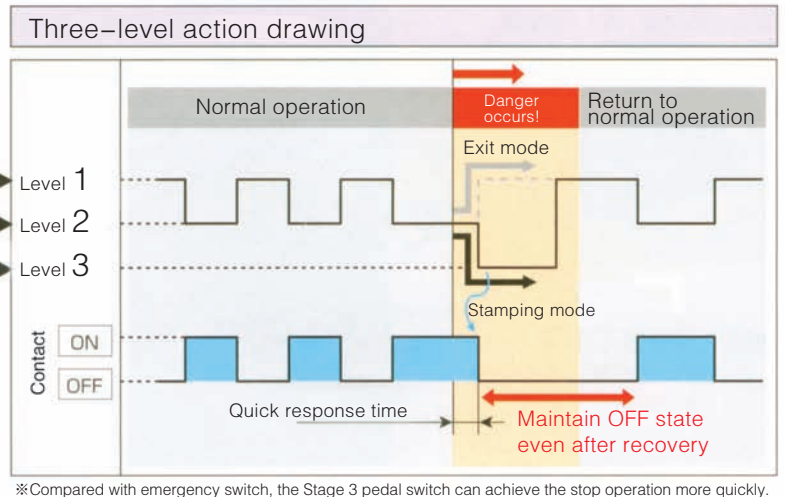 Three–level action drawing
Normal operation
Danger
occurs!
Return to
normal operation
Exit mode
Level 1
Level 2
Level 3
Stamping mode
Contact
ON
OFF
Quick response time
Maintain OFF state
even after recovery
※Compared with emergency switch, the Stage 3 pedal switch can achieve the stop operation more quickly.